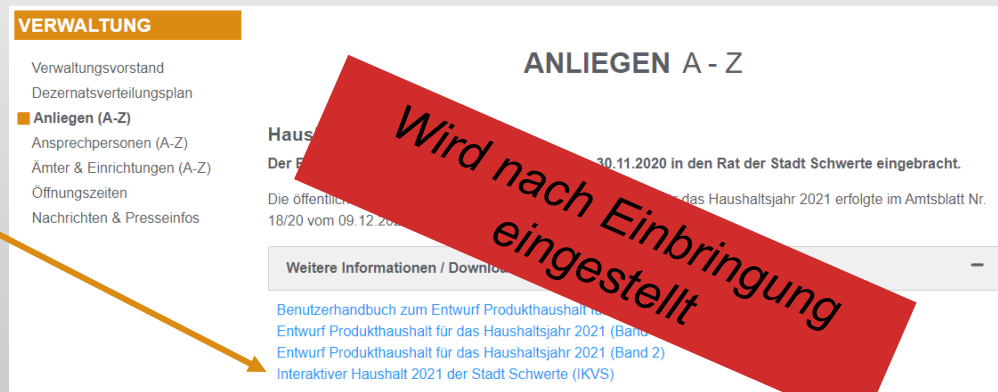 VERWALTUNG
Verwaltungsvorstand
Dezernatsverteilungsplan
Anliegen (A-Z)
Ansprechpersonen (A-Z)
Ämter & Einrichtungen (A-Z)
Öffnungszeiten
Nachrichten & Presseinfos
ANLIEGEN A - Z
Haus
Der E 30.11.2020 in den Rat der Stadt Schwerte eingebracht.
Die öffentlic das Haushaltsjahr 2021 erfolgte im Amtsblatt Nr.
18/20 vom 09.12.202
Weitere Informationen / Downloa
Benutzerhandbuch zum Entwurf Produkthaushalt
Entwurf Produkthaushalt für das Haushaltsjahr 2021 (Band
Entwurf Produkthaushalt für das Haushaltsjahr 2021 (Band 2)
Interaktiver Haushalt 2021 der Stadt Schwerte (IKVS)
Wird nach Einbringung
eingestellt